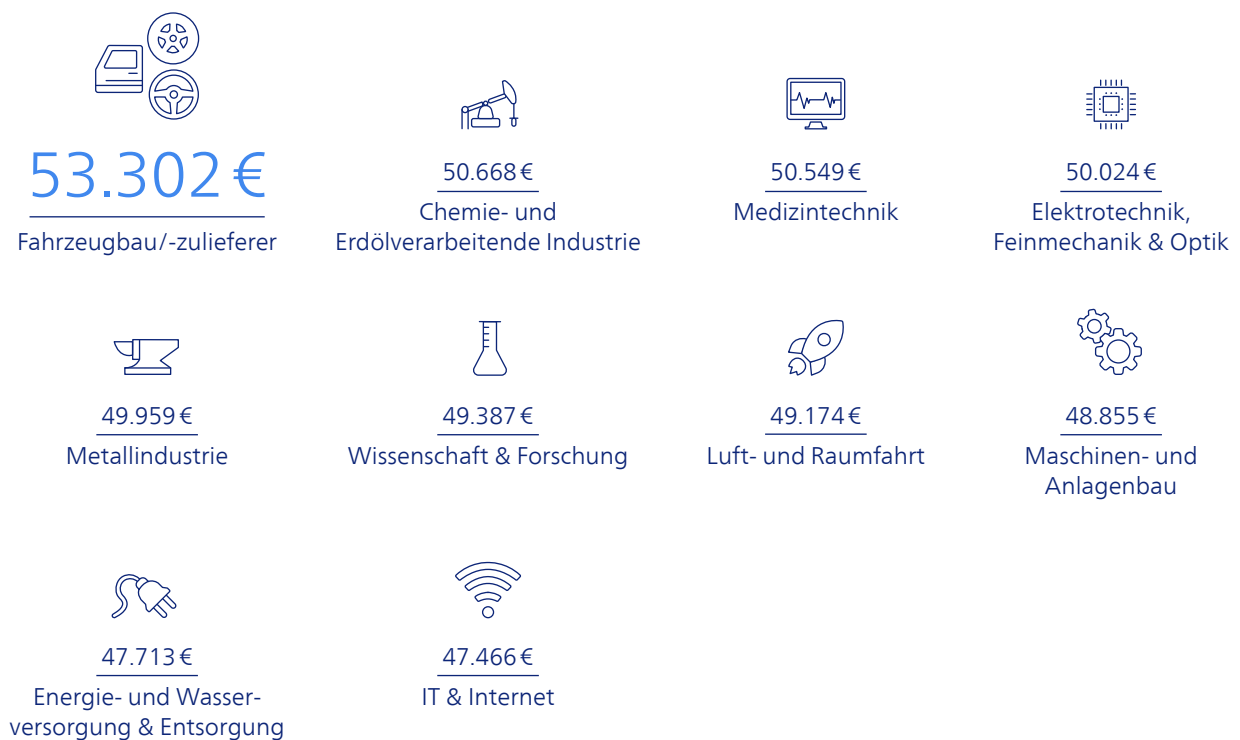 53.302 €
Fahrzeugbau/-zulieferer
50.668 €
Chemie- und
Erdölverarbeitende Industrie
50.549 €
Medizintechnik
50.024 €
Elektrotechnik,
Feinmechanik & Optik
49.959 €
Metallindustrie
49.387 €
Wissenschaft & Forschung
49.174 €
Luft- und Raumfahrt
48.855 €
Maschinen- und
Anlagenbau
47.713 €
Energie- und Wasser-
versorgung & Entsorgung
47.466 €
IT & Internet